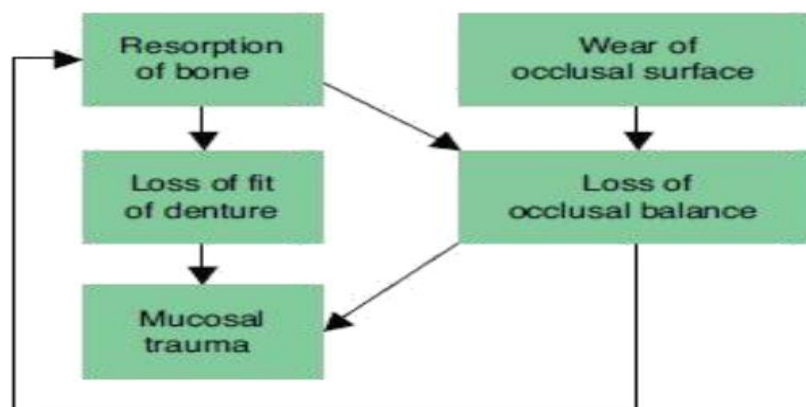 Resorption
of bone
Wear of
occlusal surface
Loss of fit
of denture
Loss of
occlusal balance
Mucosal
trauma